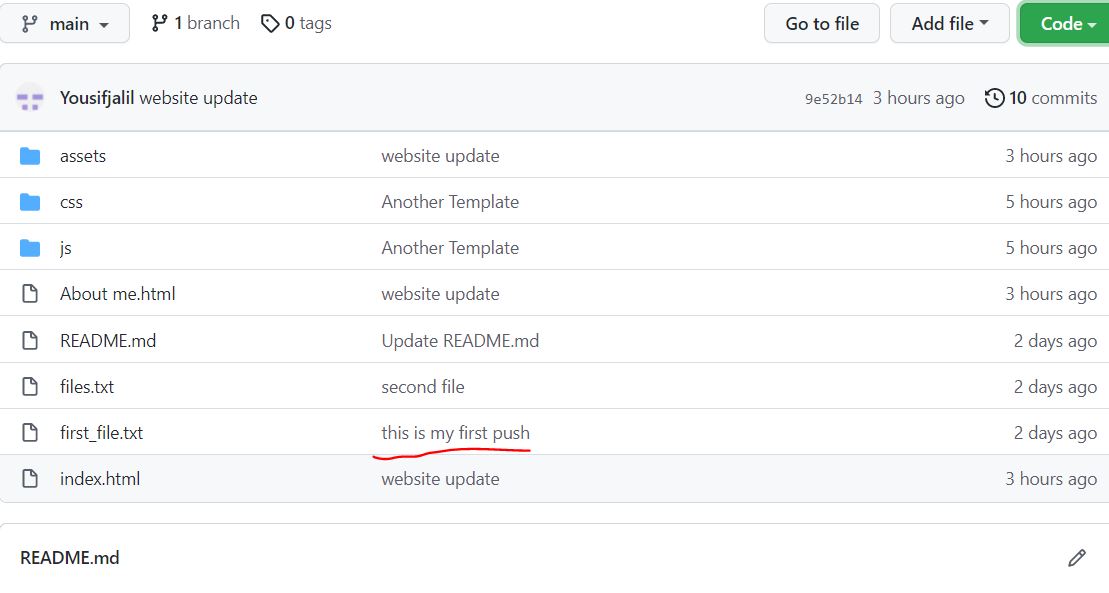 main 1 branch 0 tags Go to file Add file Code
Yousifjalil website update 9e52b14 3 hours ago 10 commits
assets website update 3 hours ago
css Another Template 5 hours ago
js Another Template 5 hours ago
About me.html website update 3 hours ago
README.md Update README.md 2 days ago
files.txt second file 2 days ago
first_file.txt this is my first push 2 days ago
index.html website update 3 hours ago
README.md